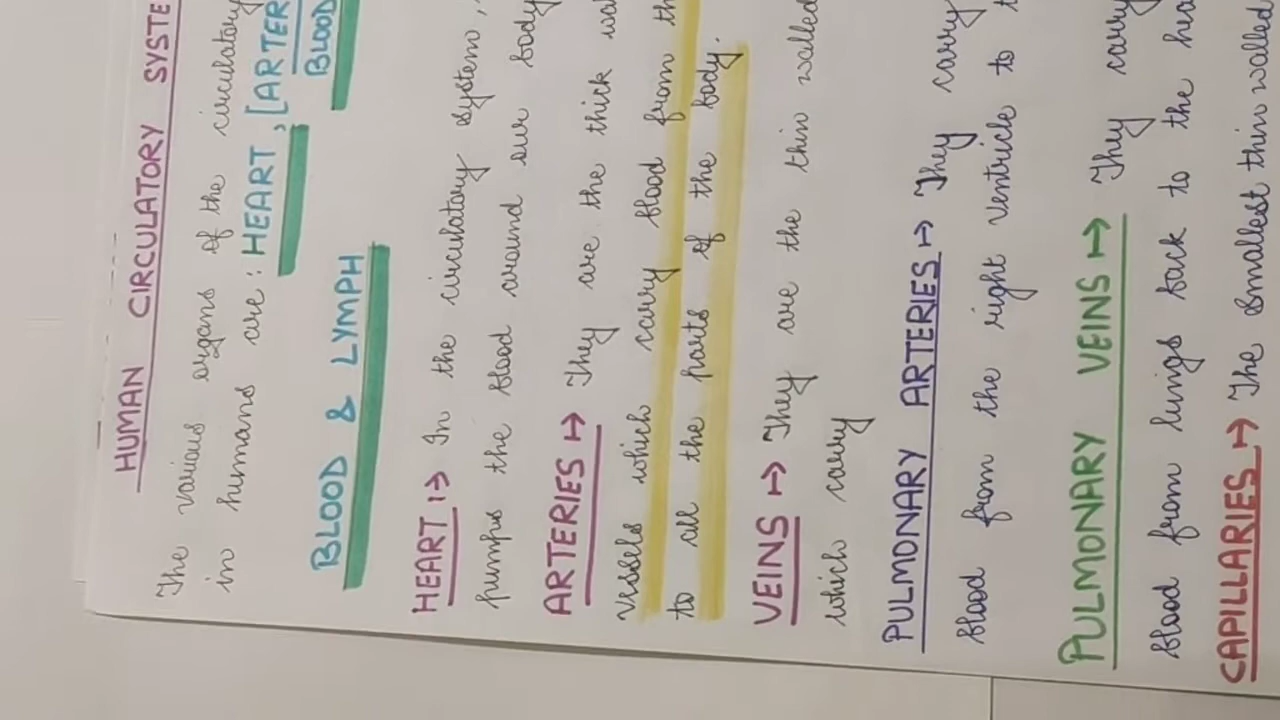 HUMAN CIRCULATORY SYSTE
The various organs of the circulatory
in humans are : HEART , [ARTER
BLOOD
BLOOD & LYMPH
HEART :→ In the circulatory system,
pumps the blood around our body
ARTERIES :→ They are the thick wal
vessels which carry blood from th
to all the parts of the body.
VEINS :→ They are the thin walled
which carry
PULMONARY ARTERIES :→ They carry
blood from the right ventricle to t
PULMONARY VEINS :→ They carry
blood from lungs back to the hea
CAPILLARIES :→ The smallest thin walled